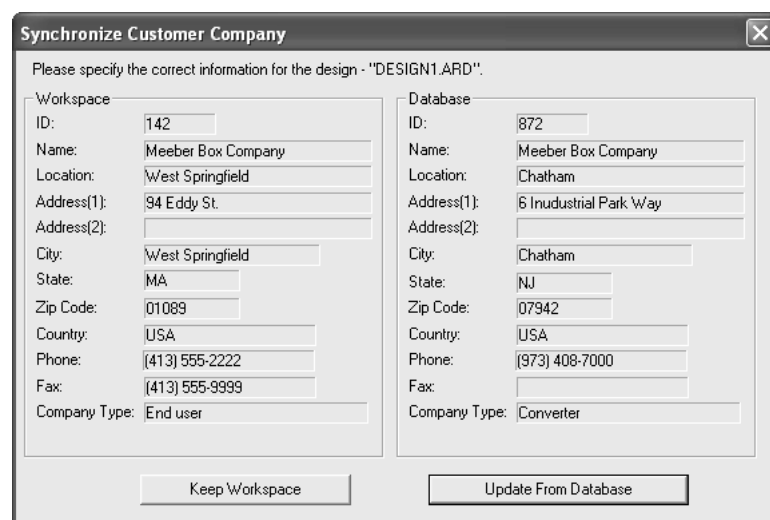 Synchronize Customer Company
Please specify the correct information for the design - "DESIGN1.ARD".
Workspace
ID: 142
Name: Meeber Box Company
Location: West Springfield
Address(1): 94 Eddy St.
Address(2):
City: West Springfield
State: MA
Zip Code: 01089
Country: USA
Phone: (413) 555-2222
Fax: (413) 555-9999
Company Type: End user
Database
ID: 872
Name: Meeber Box Company
Location: Chatham
Address(1): 6 Inudustrial Park Way
Address(2):
City: Chatham
State: NJ
Zip Code: 07942
Country: USA
Phone: (973) 408-7000
Fax:
Company Type: Converter
Keep Workspace
Update From Database